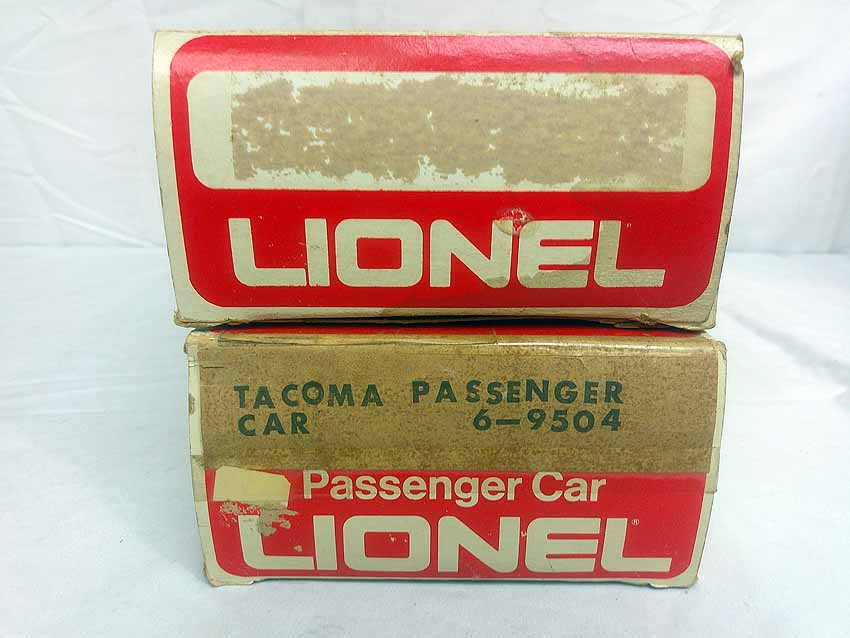 LIONEL
TACOMA PASSENGER
CAR 6-9504
Passenger Car
LIONEL®